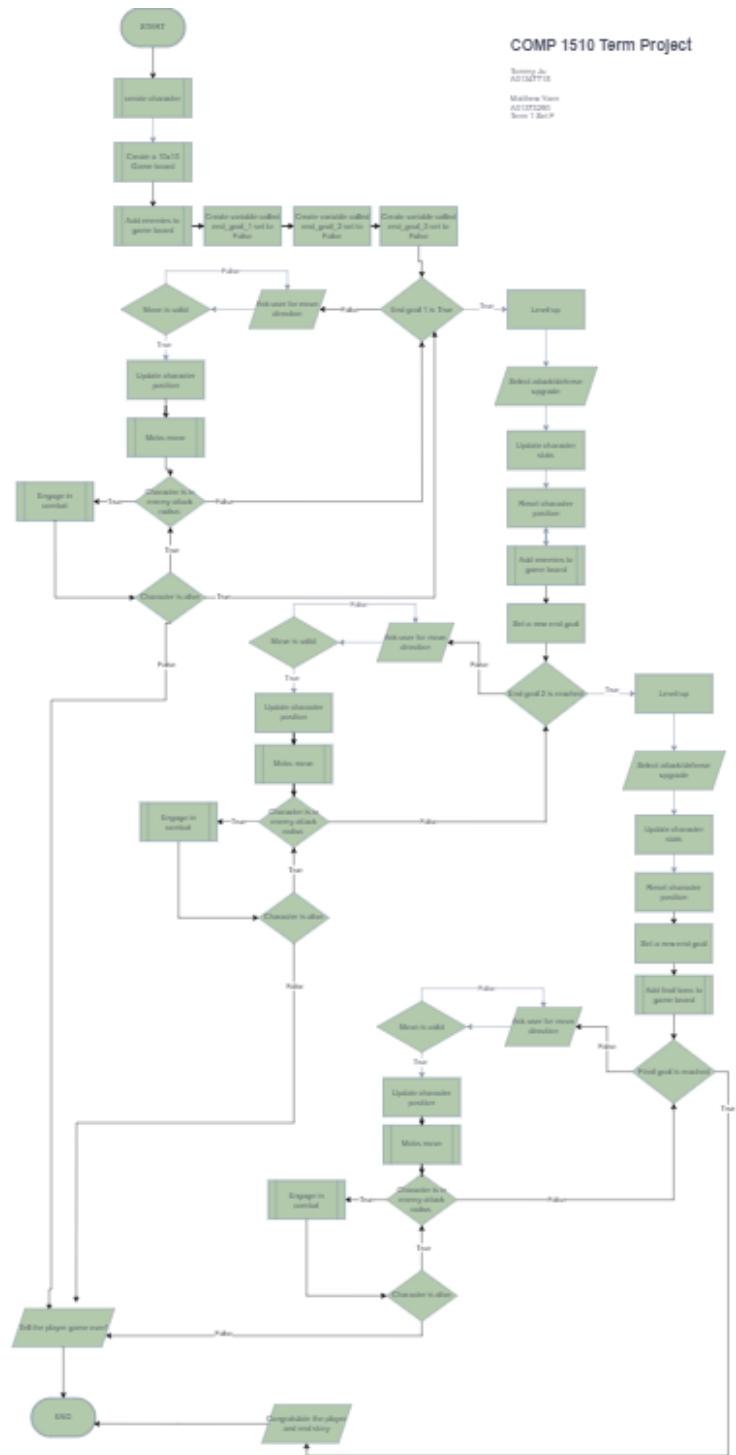 START
COMP 1510 Term Project
create character
Create a 10x10
Game board
Add enemies to
game board
Create variable called
end_goal_1 set to
False
Create variable called
end_goal_2 set to
False
Create variable called
end_goal_3 set to
False
False
Move is valid
Ask user for move
direction
False
End goal 1 is True
True
Level up
True
Update character
position
Select attack/defense
upgrade
Mobs move
Update character
stats
Engage in
combat
True
Character is in
enemy attack
radius
False
Reset character
position
True
Add enemies to
game board
Character is alive
True
Set a new end goal
False
False
Move is valid
Ask user for move
direction
False
End goal 2 is reached
True
Level up
True
Update character
position
Mobs move
Select attack/defense
upgrade
Engage in
combat
True
Character is in
enemy attack
radius
False
Update character
stats
True
Reset character
position
Character is alive
Set a new end goal
False
Add final boss to
game board
False
Move is valid
Ask user for move
direction
False
Final goal is reached
True
True
Update character
position
Mobs move
Engage in
combat
True
Character is in
enemy attack
radius
False
True
Character is alive
False
Tell the player game over
END
Congratulate the player
and end story